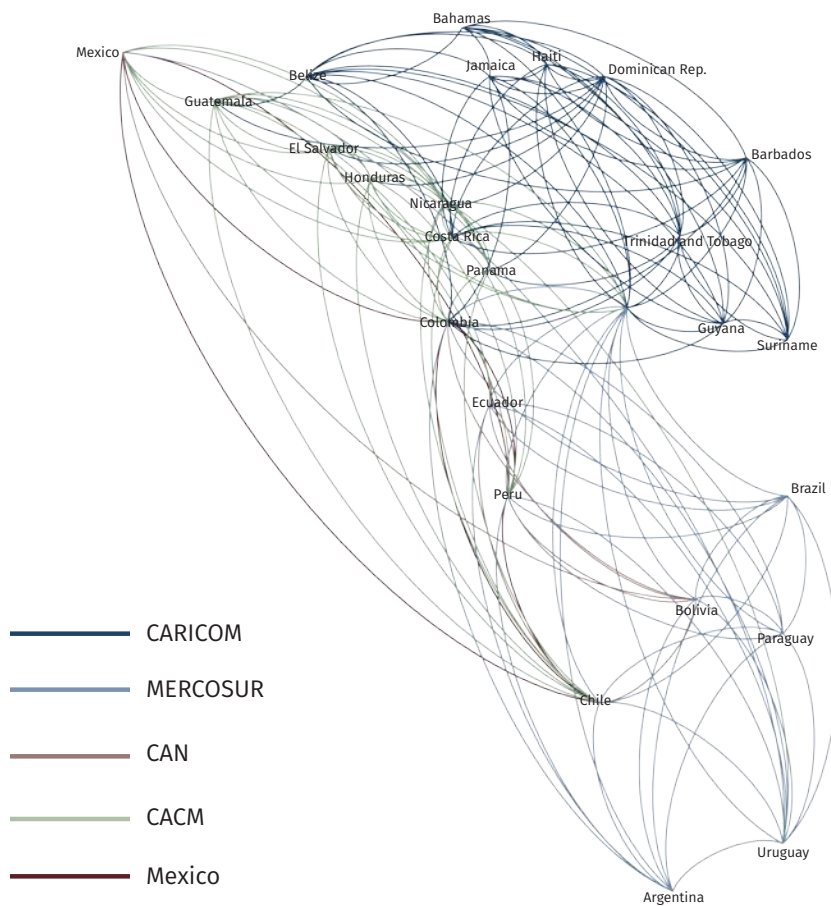 Bahamas
Mexico
Haiti
Jamaica
Dominican Rep.
Belize
Guatemala
El Salvador
Barbados
Honduras
Nicaragua
Costa Rica
Trinidad and Tobago
Panama
Colombia
Guyana
Suriname
Ecuador
Peru
Brazil
Bolivia
CARICOM
Paraguay
MERCOSUR
Chile
CAN
CACM
Uruguay
Mexico
Argentina